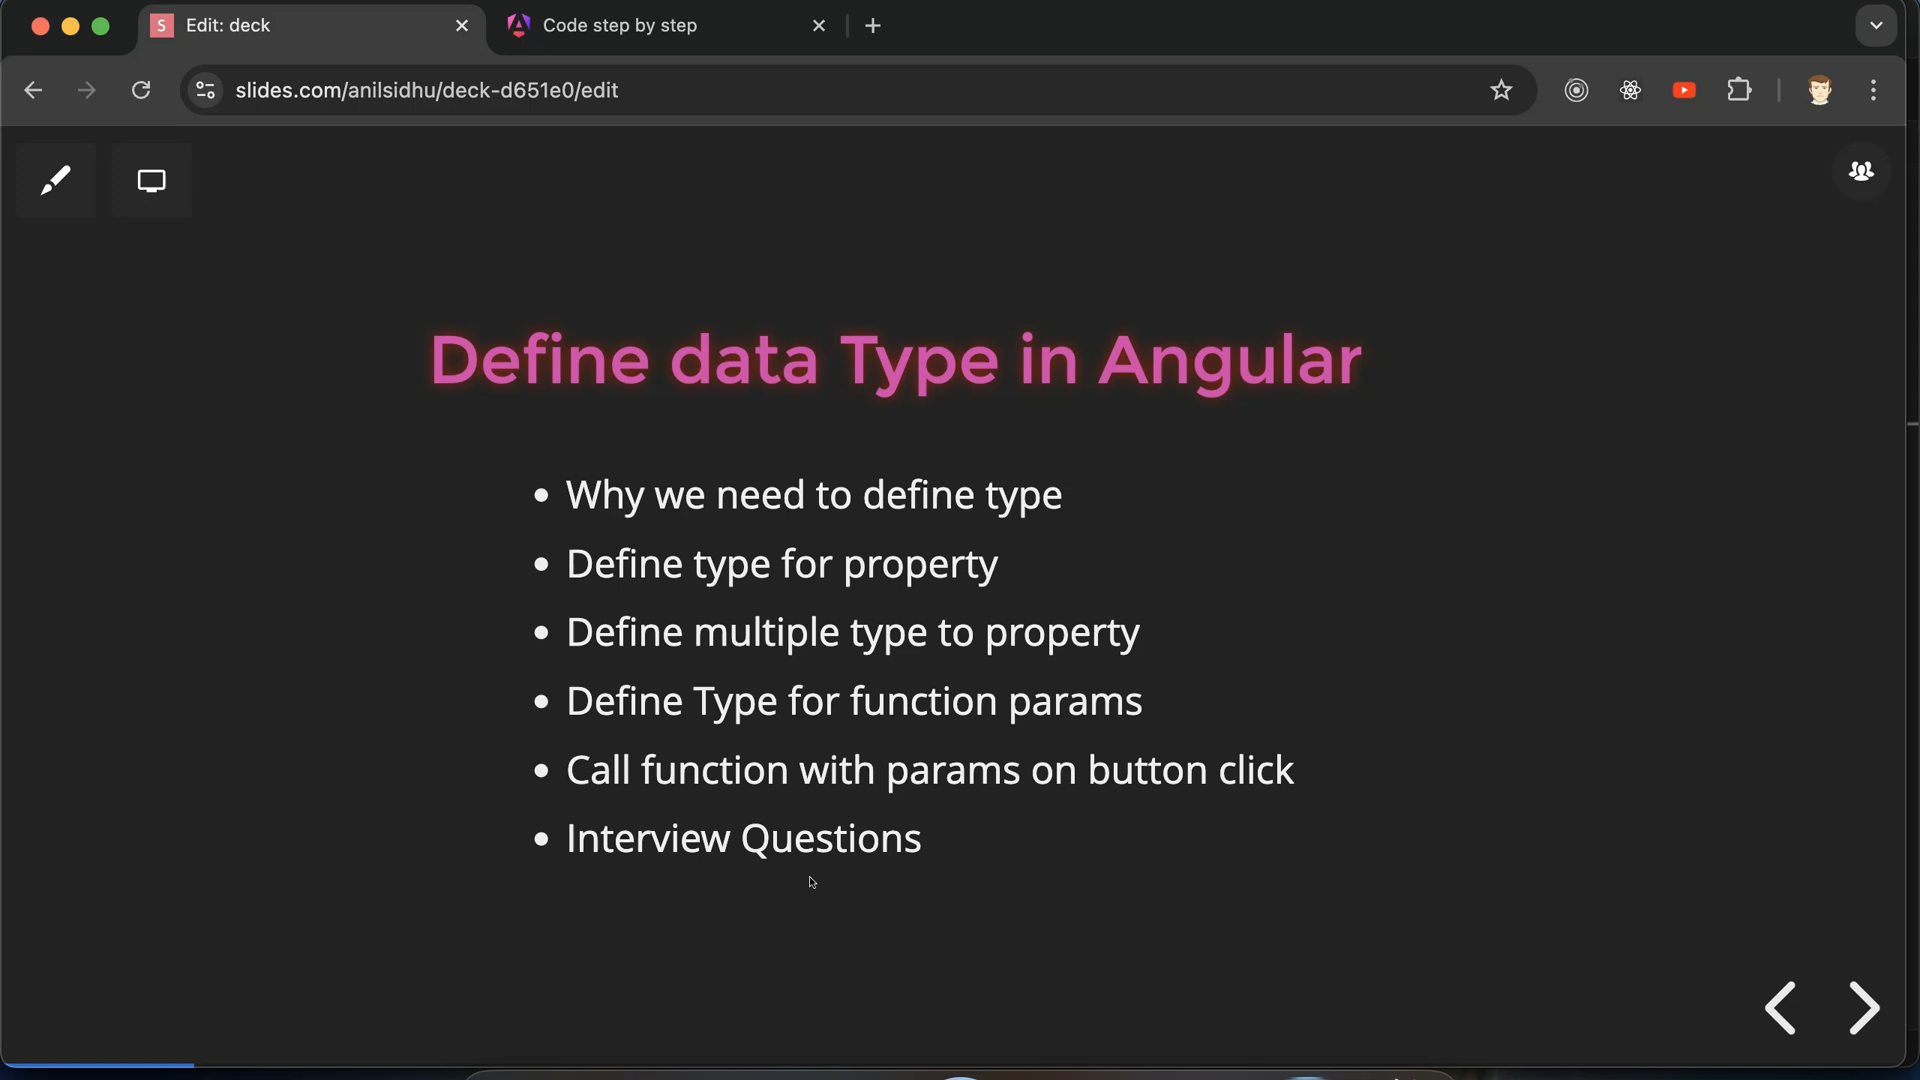 S Edit: deck
Code step by step
slides.com/anilsidhu/deck-d651e0/edit
Define data Type in Angular
• Why we need to define type
• Define type for property
• Define multiple type to property
• Define Type for function params
• Call function with params on button click
• Interview Questions